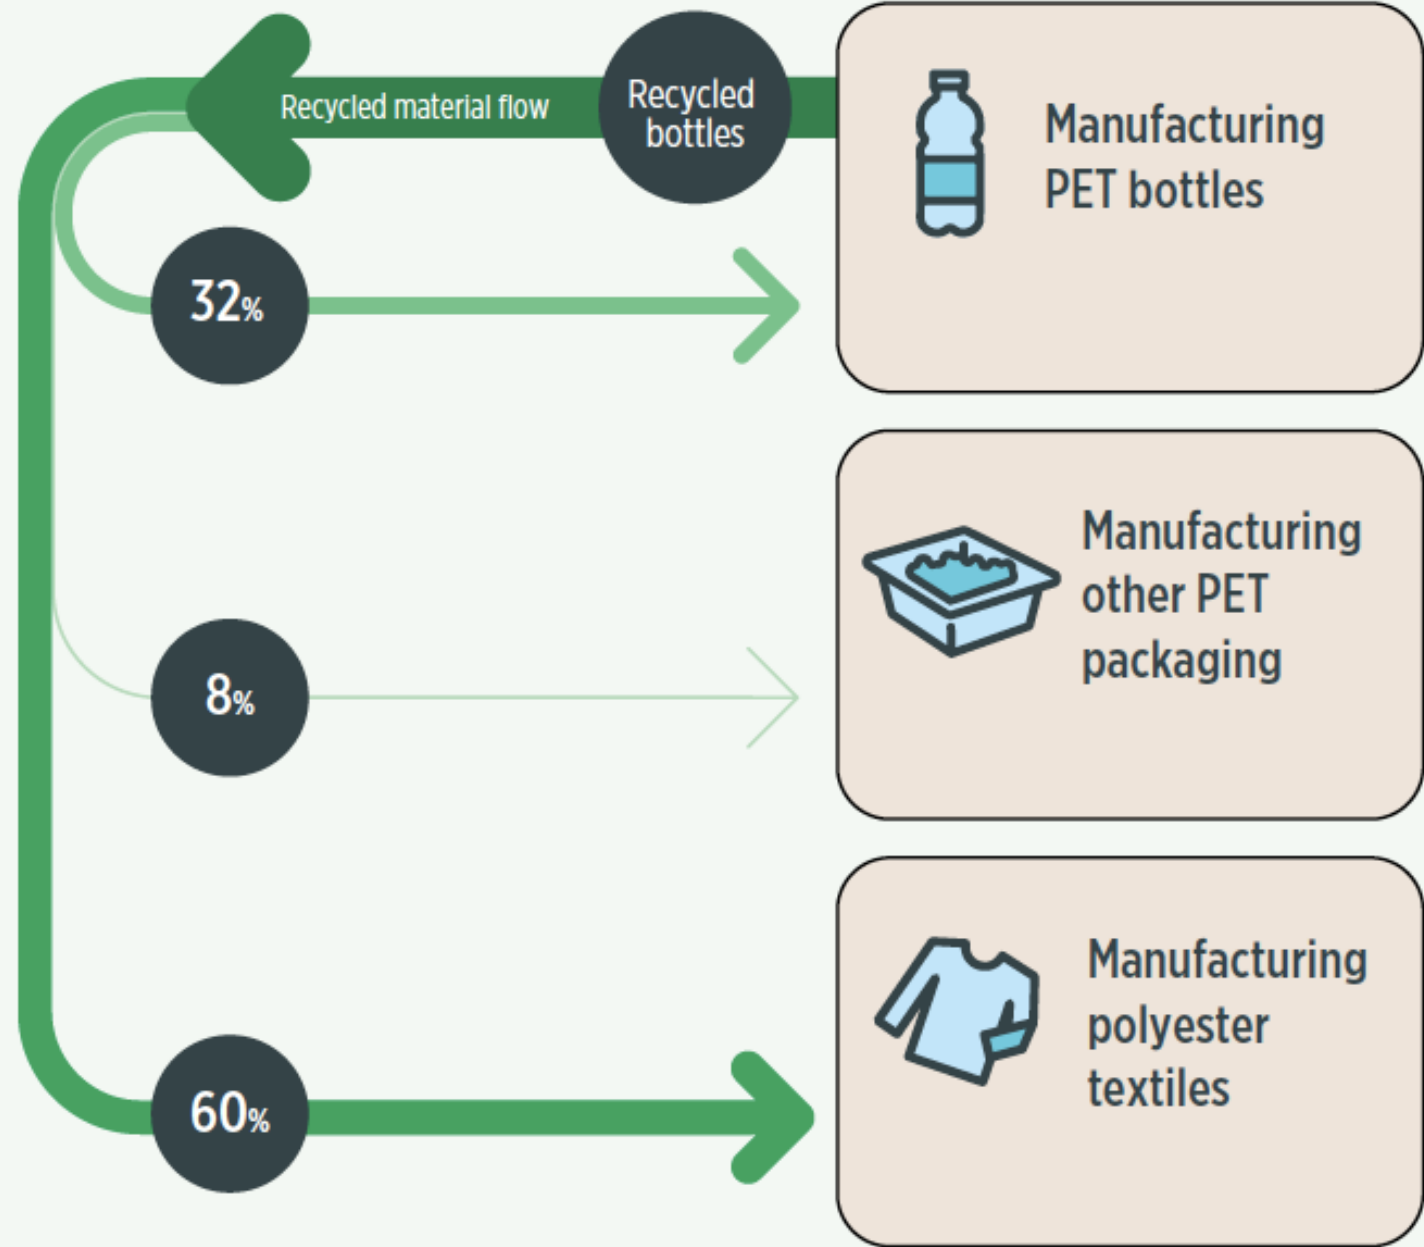 Recycled material flow
Recycled
bottles
Manufacturing
PET bottles
32%
Manufacturing
other PET
packaging
8%
Manufacturing
polyester
textiles
60%